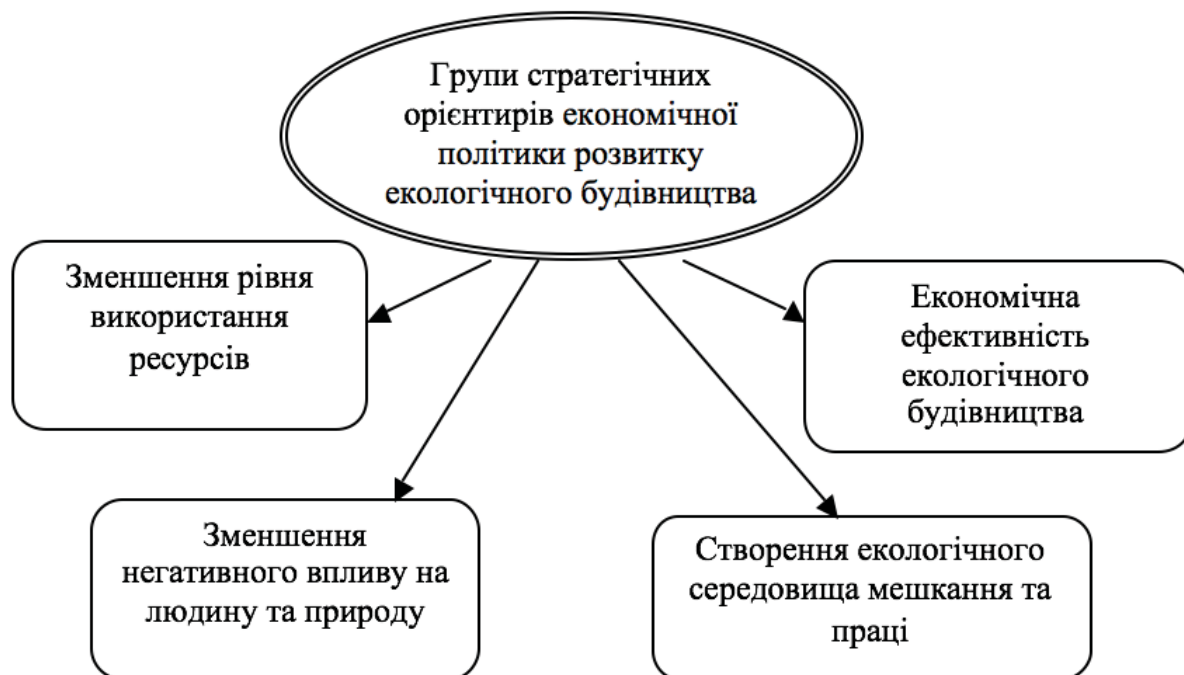 Групи стратегічних
орієнтирів економічної
політики розвитку
екологічного будівництва
Зменшення рівня
використання
ресурсів
Економічна
ефективність
екологічного
будівництва
Зменшення
негативного впливу на
людину та природу
Створення екологічного
середовища мешкання та
праці